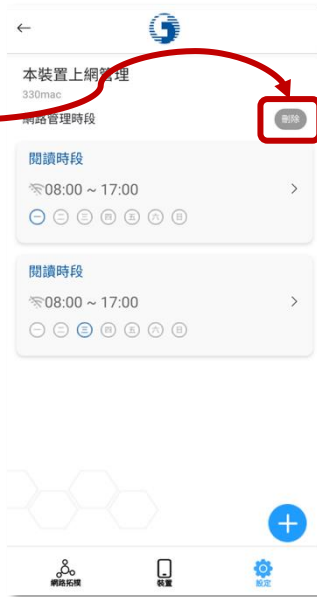 本裝置上網管理
330mac
網路管理時段
刪除
閱讀時段
08:00 ~ 17:00
一 二 三 四 五 六 日
閱讀時段
08:00 ~ 17:00
一 二 三 四 五 六 日
網路拓樸 裝置 設定